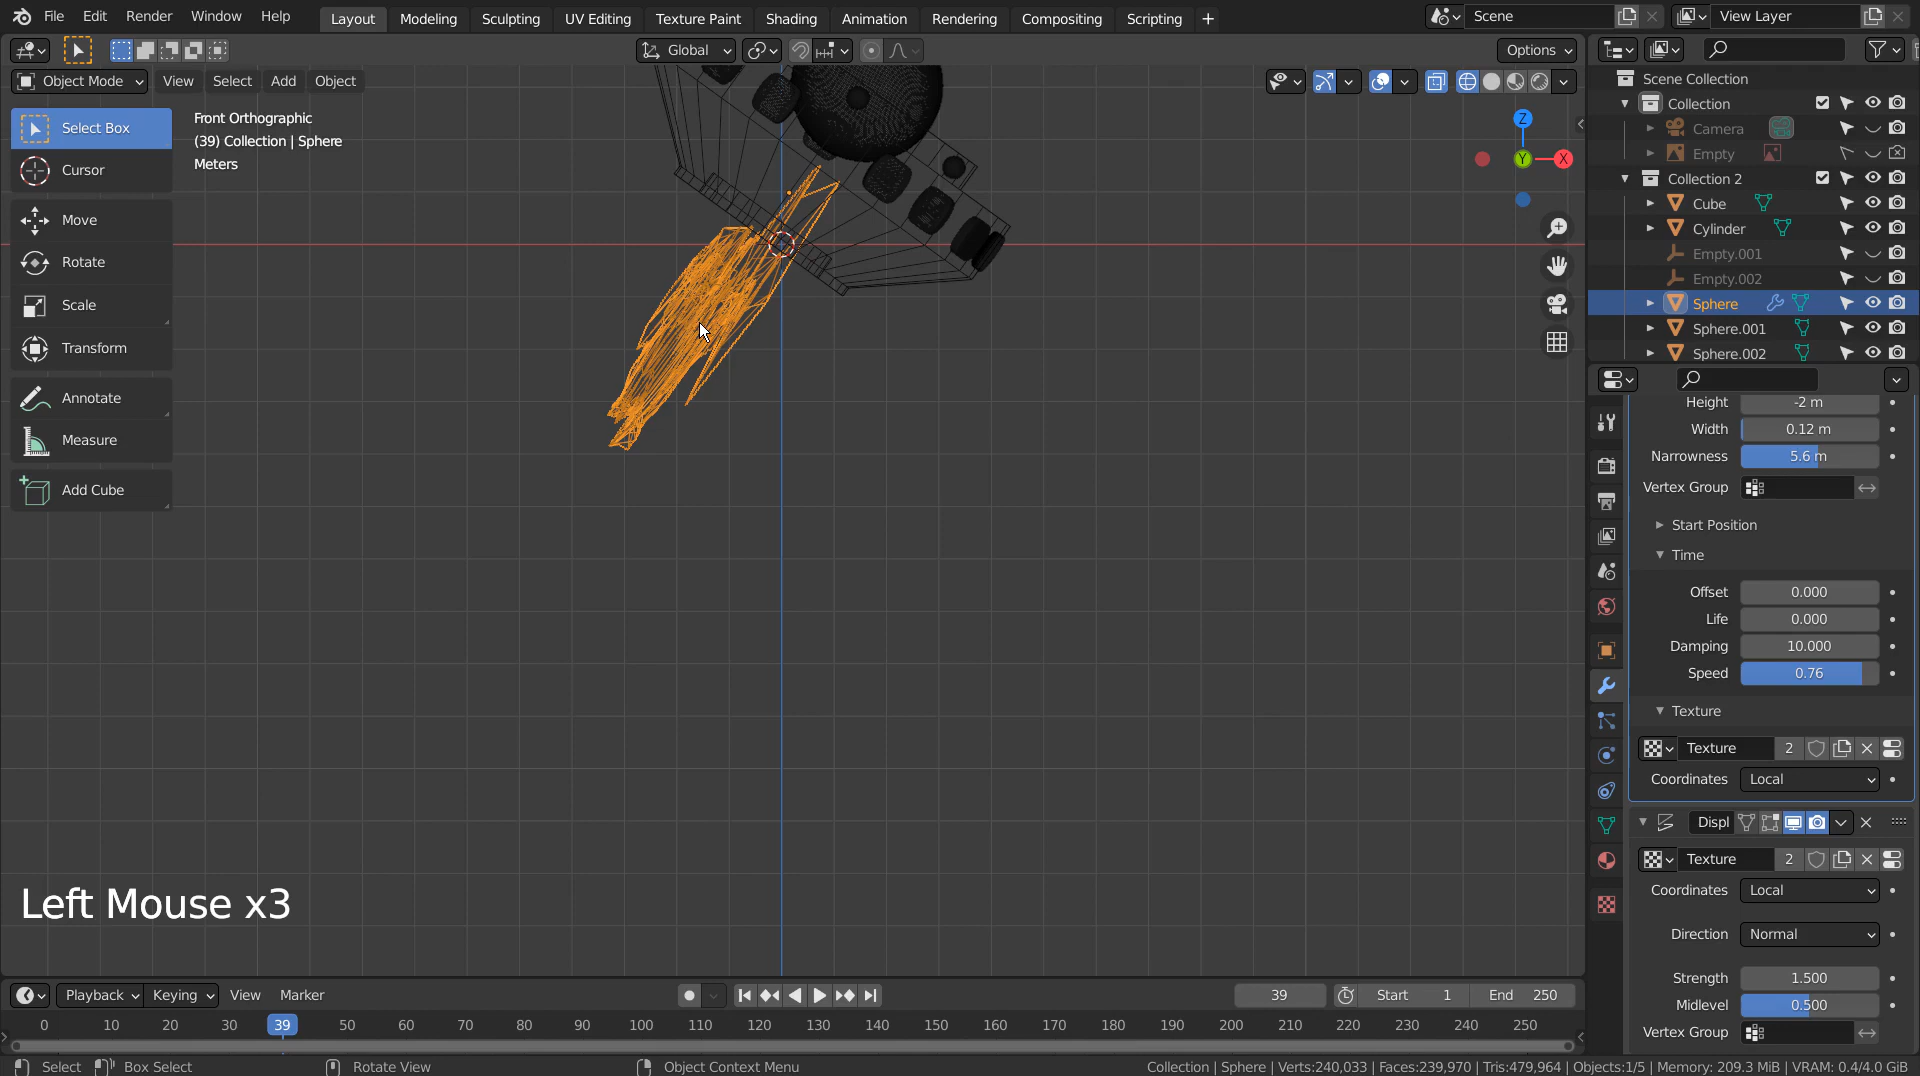 File Edit Render Window Help Layout Modeling Sculpting UV Editing Texture Paint Shading Animation Rendering Compositing Scripting + Scene View Layer
Global Options
Object Mode View Select Add Object
Select Box
Cursor
Move
Rotate
Scale
Transform
Annotate
Measure
Add Cube
Front Orthographic
(39) Collection | Sphere
Meters
Z
Y
X
Left Mouse x3
Scene Collection
Collection
Camera
Empty
Collection 2
Cube
Cylinder
Empty.001
Empty.002
Sphere
Sphere.001
Sphere.002
Height -2 m
Width 0.12 m
Narrowness 5.6 m
Vertex Group
Start Position
Time
Offset 0.000
Life 0.000
Damping 10.000
Speed 0.76
Texture
Texture 2
Coordinates Local
Displ
Texture 2
Coordinates Local
Direction Normal
Strength 1.500
Midlevel 0.500
Vertex Group
Playback Keying View Marker 39 Start 1 End 250
0 10 20 30 39 50 60 70 80 90 100 110 120 130 140 150 160 170 180 190 200 210 220 230 240 250
Select Box Select Rotate View Object Context Menu Collection | Sphere | Verts:240,033 | Faces:239,970 | Tris:479,964 | Objects:1/5 | Memory: 209.3 MiB | VRAM: 0.4/4.0 GiB